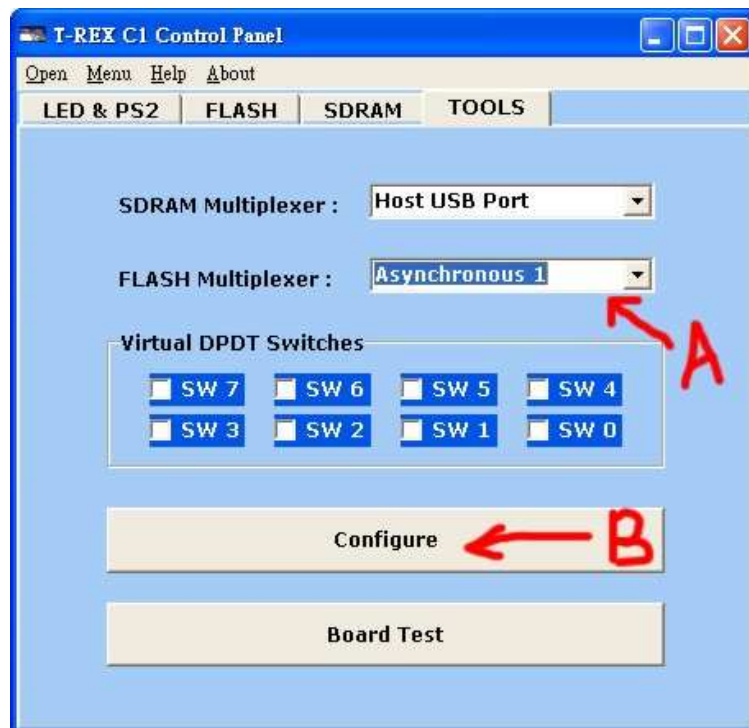 T-REX C1 Control Panel
Open Menu Help About
LED & PS2 FLASH SDRAM TOOLS
SDRAM Multiplexer : Host USB Port
FLASH Multiplexer : Asynchronous 1
A
Virtual DPDT Switches
SW 7 SW 6 SW 5 SW 4
SW 3 SW 2 SW 1 SW 0
Configure B
Board Test